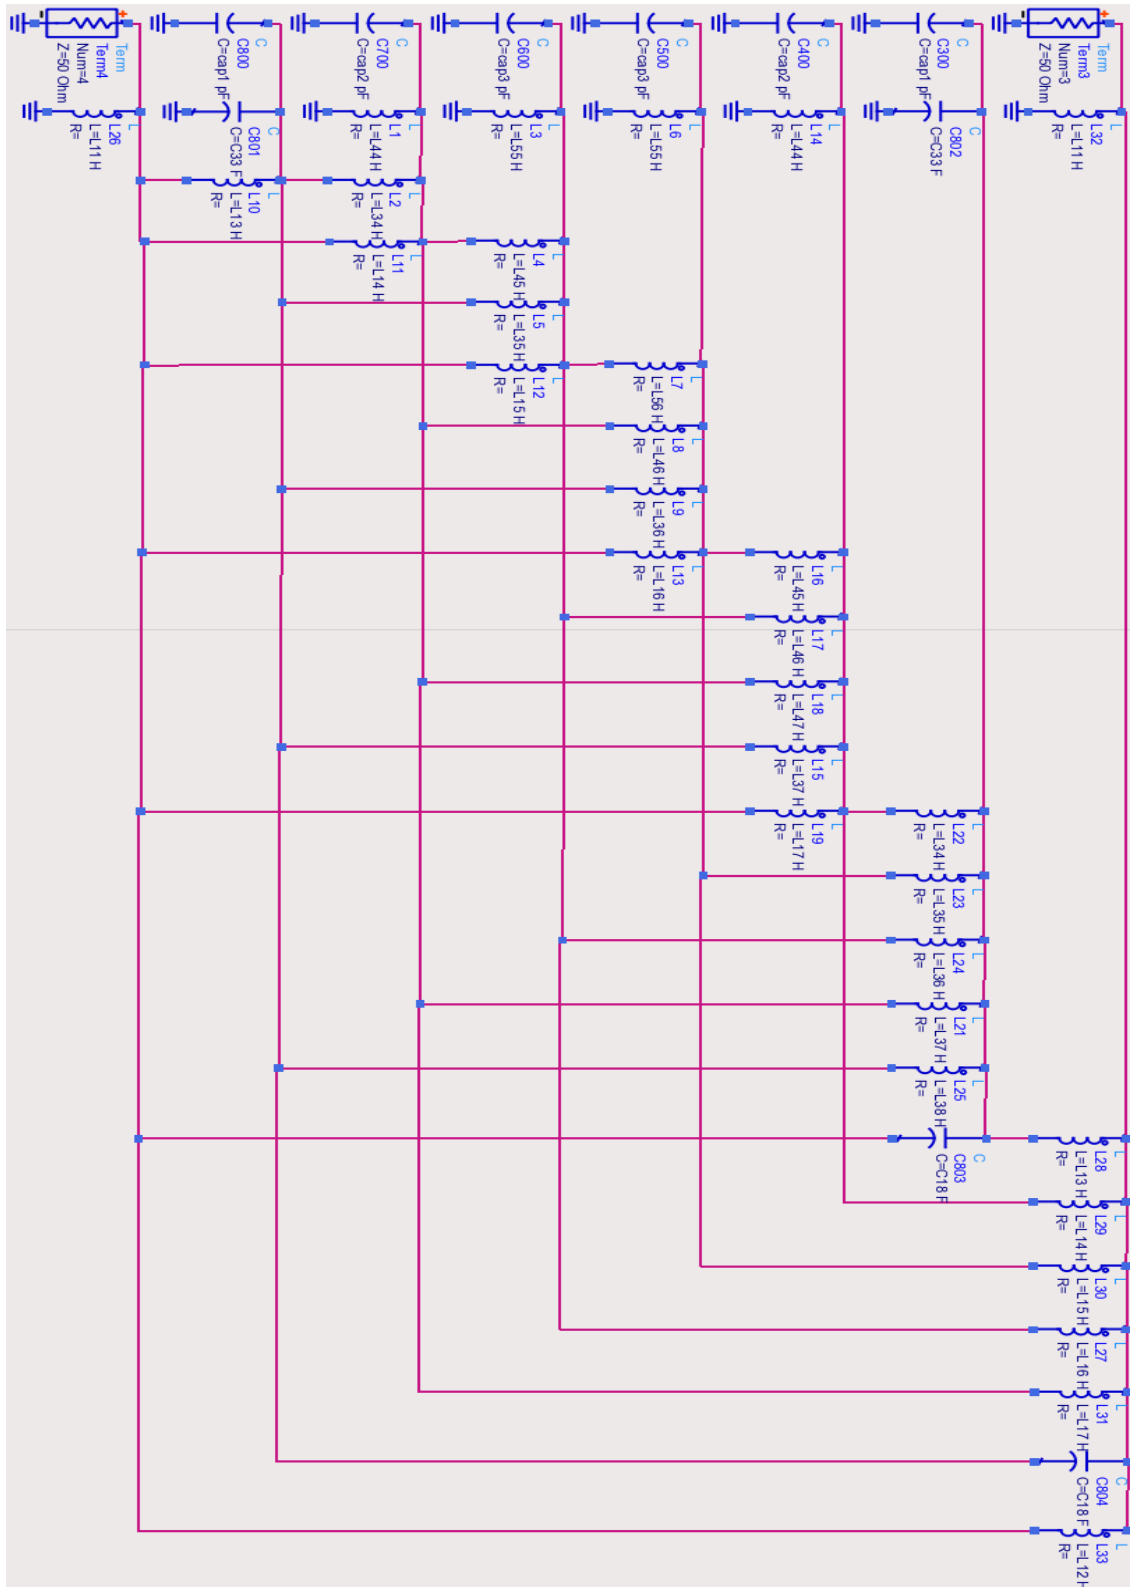 Term
Term4
Num=4
Z=50 Ohm
C
C800
C=cap1 pF
C
C700
C=cap2 pF
C
C600
C=cap3 pF
C
C500
C=cap3 pF
C
C400
C=cap2 pF
C
C300
C=cap1 pF
Term
Term3
Num=3
Z=50 Ohm
L
L26
L=L11 H
R=
C
C801
C=C33 F
L
L1
L=L44 H
R=
L
L3
L=L55 H
R=
L
L6
L=L55 H
R=
L
L14
L=L44 H
R=
C
C802
C=C33 F
L
L32
L=L11 H
R=
L
L10
L=L13 H
R=
L
L2
L=L34 H
R=
L
L11
L=L14 H
R=
L
L4
L=L45 H
R=
L
L5
L=L35 H
R=
L
L12
L=L15 H
R=
L
L7
L=L56 H
R=
L
L8
L=L46 H
R=
L
L9
L=L36 H
R=
L
L13
L=L16 H
R=
L
L16
L=L45 H
R=
L
L17
L=L46 H
R=
L
L18
L=L47 H
R=
L
L15
L=L37 H
R=
L
L19
L=L17 H
R=
L
L22
L=L34 H
R=
L
L23
L=L35 H
R=
L
L24
L=L36 H
R=
L
L21
L=L37 H
R=
L
L25
L=L38 H
R=
C
C803
C=C18 F
L
L28
L=L13 H
R=
L
L29
L=L14 H
R=
L
L30
L=L15 H
R=
L
L27
L=L16 H
R=
L
L31
L=L17 H
R=
C
C804
C=C18 F
L
L33
L=L12 H
R=